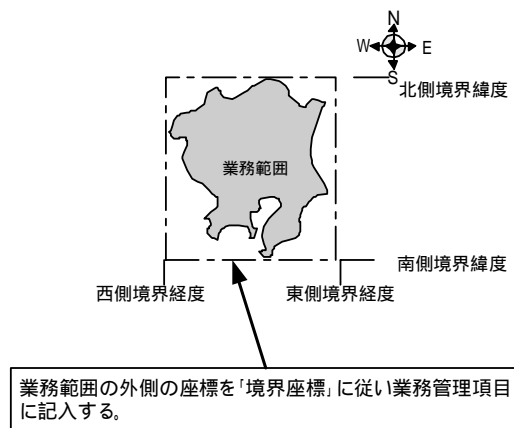 N
W E
S
北側境界緯度
業務範囲
南側境界緯度
西側境界経度 東側境界経度
業務範囲の外側の座標を「境界座標」に従い業務管理項目
に記入する。